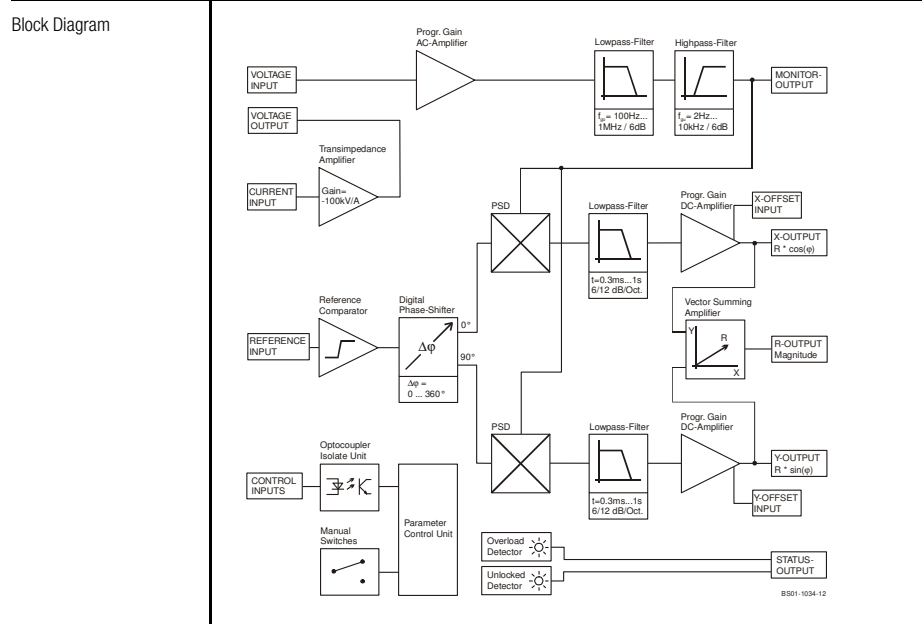 Block Diagram
Progr. Gain
AC-Amplifier
Lowpass-Filter
Highpass-Filter
VOLTAGE
INPUT
MONITOR-
OUTPUT
VOLTAGE
OUTPUT
= 100Hz...
1MHz / 6dB
= 2Hz...
10kHz / 6dB
Transimpedance
Amplifier
CURRENT
INPUT
Gain=
-100kV/A
PSD
Lowpass-Filter
Progr. Gain
DC-Amplifier
X-OFFSET
INPUT
X-OUTPUT
R * cos(φ)
t=0.3ms...1s
6/12 dB/Oct.
Reference
Comparator
Digital
Phase-Shifter
Vector Summing
Amplifier
0°
REFERENCE
INPUT
Δφ
Y
R
X
R-OUTPUT
Magnitude
90°
Δφ =
0 ... 360°
PSD
Lowpass-Filter
Progr. Gain
DC-Amplifier
Optocoupler
Isolate Unit
Y-OUTPUT
R * sin(φ)
CONTROL
INPUTS
t=0.3ms...1s
6/12 dB/Oct.
Y-OFFSET
INPUT
Parameter
Control Unit
Manual
Switches
Overload
Detector
Unlocked
Detector
STATUS-
OUTPUT
BS01-1034-12